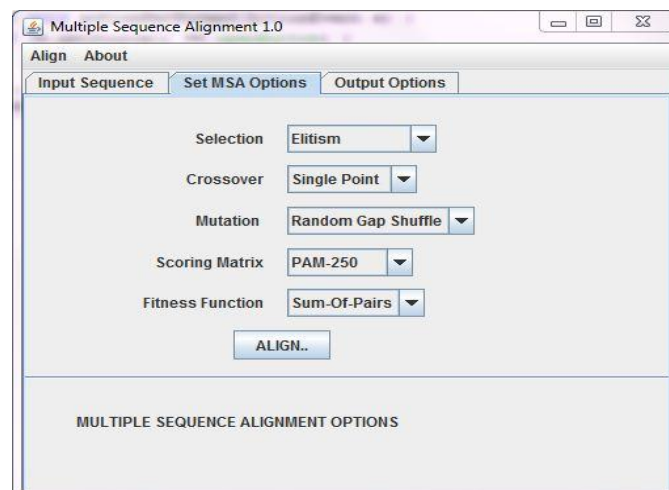 Multiple Sequence Alignment 1.0
Align About
Input Sequence Set MSA Options Output Options
Selection Elitism
Crossover Single Point
Mutation Random Gap Shuffle
Scoring Matrix PAM-250
Fitness Function Sum-Of-Pairs
ALIGN..
MULTIPLE SEQUENCE ALIGNMENT OPTIONS